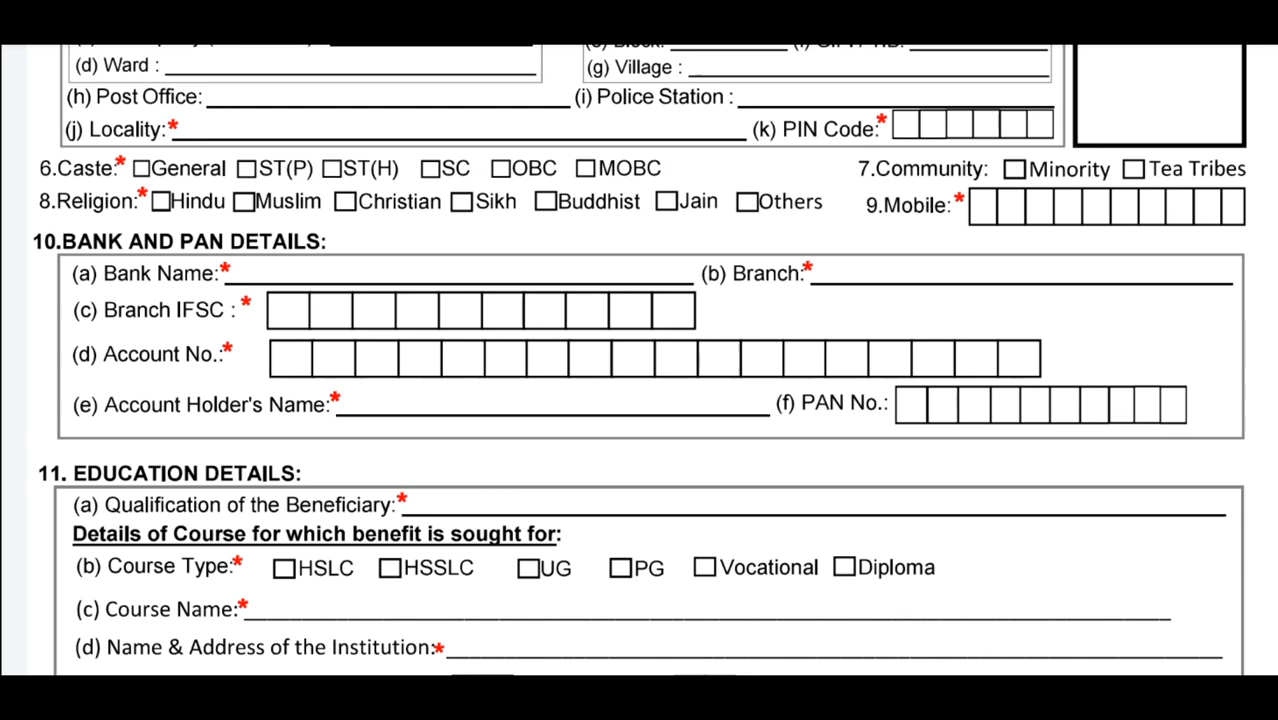 (d) Ward :
(g) Village :
(h) Post Office: (i) Police Station :
(j) Locality:* (k) PIN Code:*
6.Caste:* General ST(P) ST(H) SC OBC MOBC 7.Community: Minority Tea Tribes
8.Religion:* Hindu Muslim Christian Sikh Buddhist Jain Others 9.Mobile:*
10.BANK AND PAN DETAILS:
(a) Bank Name:* (b) Branch:*
(c) Branch IFSC : *
(d) Account No.:*
(e) Account Holder's Name:* (f) PAN No.:
11. EDUCATION DETAILS:
(a) Qualification of the Beneficiary:*
Details of Course for which benefit is sought for:
(b) Course Type:* HSLC HSSLC UG PG Vocational Diploma
(c) Course Name:*
(d) Name & Address of the Institution:*